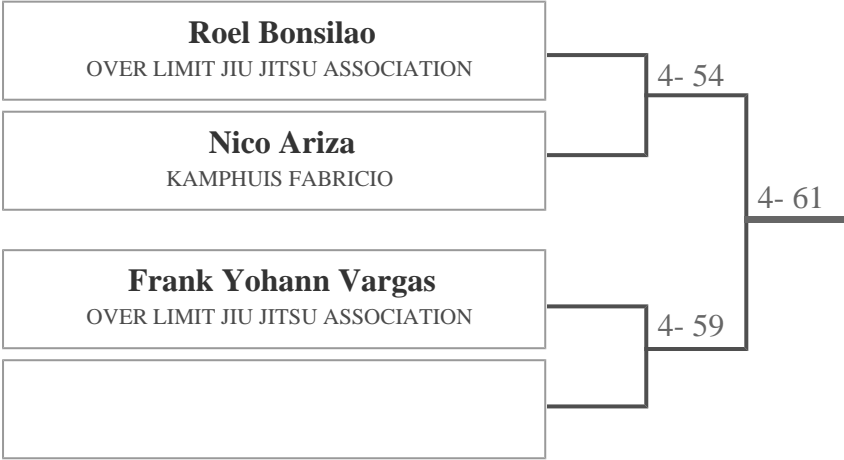 Roel Bonsilao
OVER LIMIT JIU JITSU ASSOCIATION
4- 54
Nico Ariza
KAMPHUIS FABRICIO
4- 61
Frank Yohann Vargas
OVER LIMIT JIU JITSU ASSOCIATION
4- 59